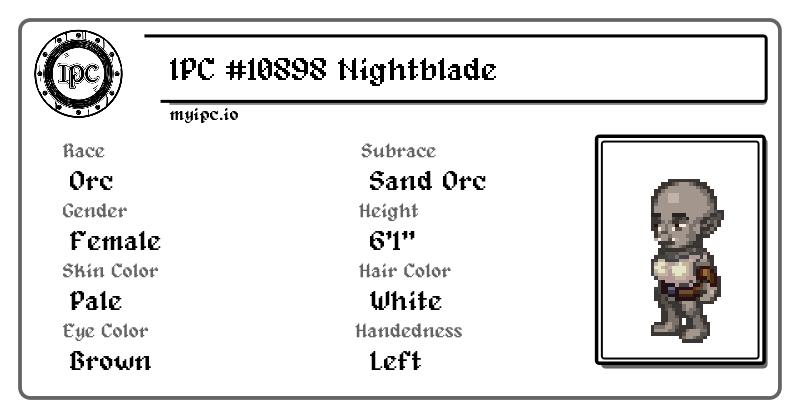 IPC
IPC #10898 Nightblade
myipc.io
Race
Orc
Subrace
Sand Orc
Gender
Female
Height
6'1"
Skin Color
Pale
Hair Color
White
Eye Color
Brown
Handedness
Left